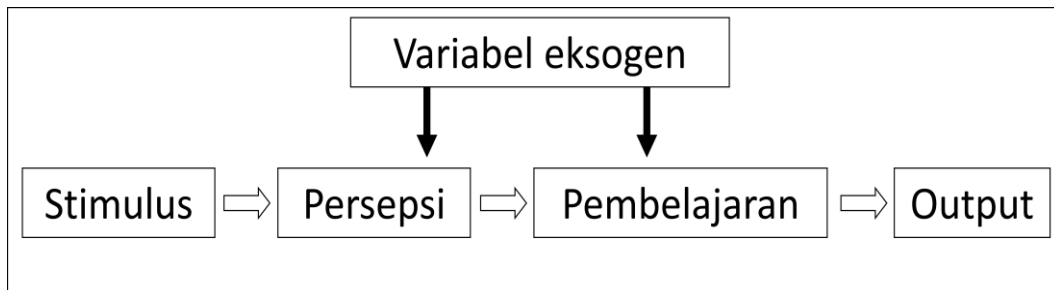 Variabel eksogen
Stimulus
Persepsi
Pembelajaran
Output